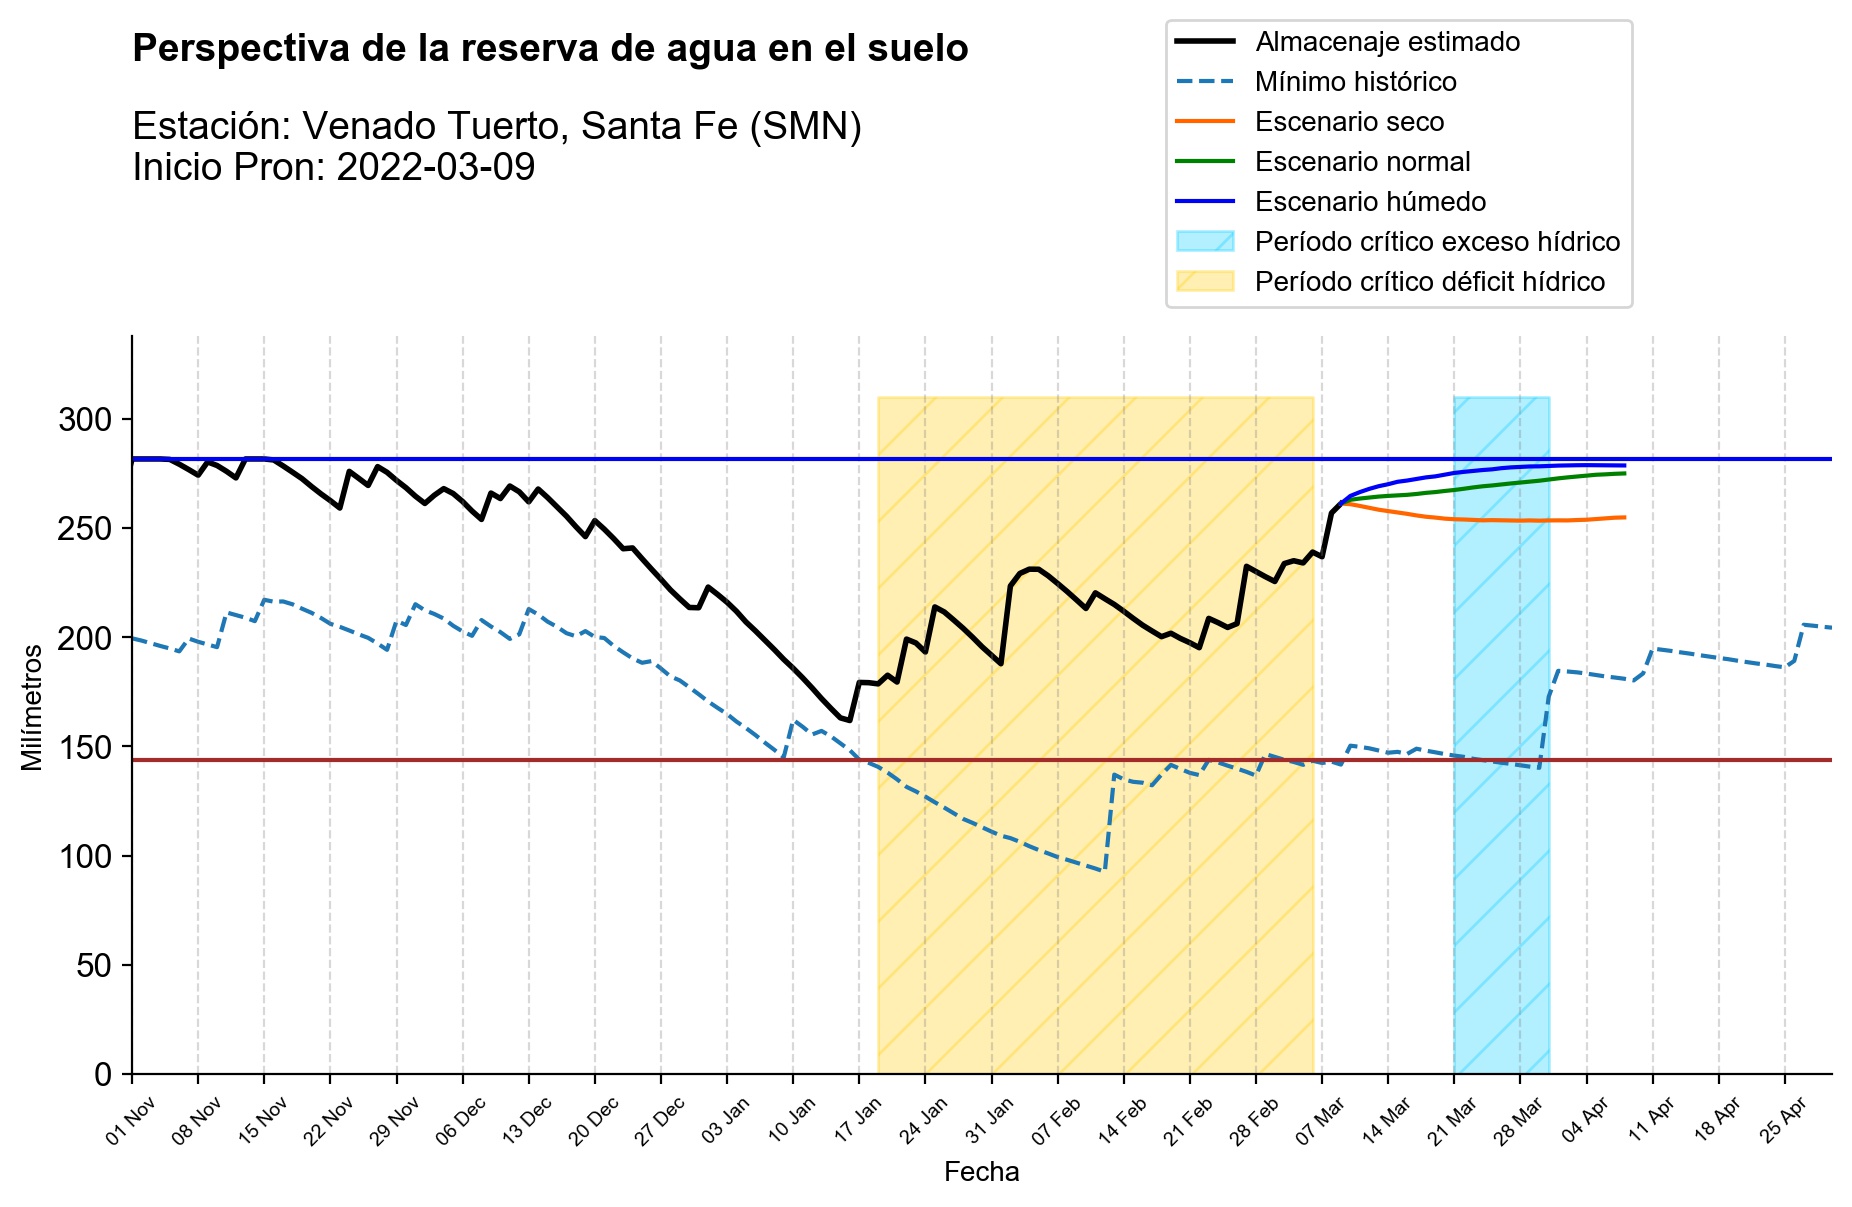 Perspectiva de la reserva de agua en el suelo
Estación: Venado Tuerto, Santa Fe (SMN)
Inicio Pron: 2022-03-09
Almacenaje estimado
Mínimo histórico
Escenario seco
Escenario normal
Escenario húmedo
Período crítico exceso hídrico
Período crítico déficit hídrico
300
250
200
150
100
50
0
Milímetros
01 Nov
08 Nov
15 Nov
22 Nov
29 Nov
06 Dec
13 Dec
20 Dec
27 Dec
03 Jan
10 Jan
17 Jan
24 Jan
31 Jan
07 Feb
14 Feb
21 Feb
28 Feb
07 Mar
14 Mar
21 Mar
28 Mar
04 Apr
11 Apr
18 Apr
25 Apr
Fecha